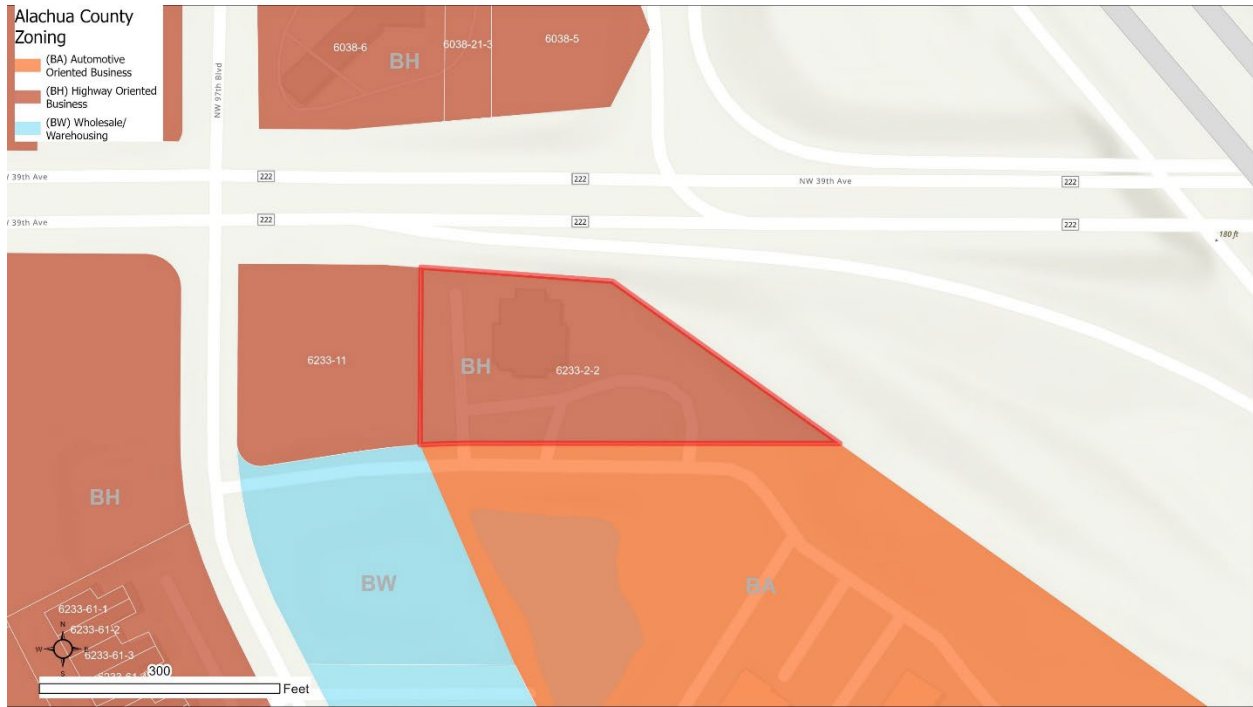 Alachua County
Zoning
(BA) Automotive
Oriented Business
(BH) Highway Oriented
Business
(BW) Wholesale/
Warehousing
6038-6
6038-21-3
6038-5
BH
NW 97th Blvd
39th Ave
222
222
NW 39th Ave
222
39th Ave
222
222
222
180 ft
6233-11
BH
6233-2-2
BH
BW
BA
6233-61-1
N
6233-61-2
W
E
6233-61-3
S
300
Feet